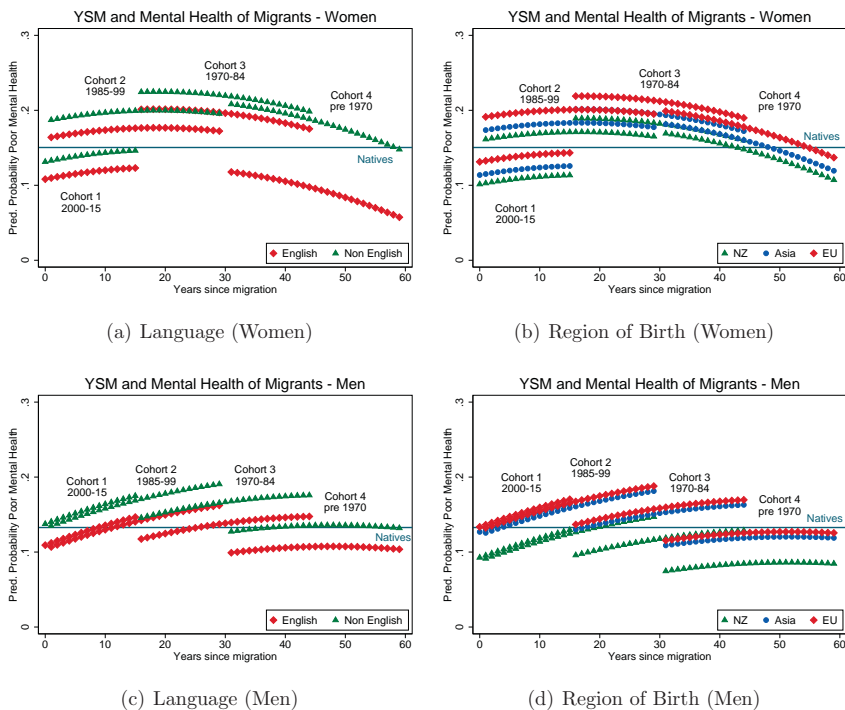 YSM and Mental Health of Migrants - Women
Pred. Probability Poor Mental Health
.3
.2
.1
0
Cohort 2
1985-99
Cohort 3
1970-84
Cohort 4
pre 1970
Natives
Cohort 1
2000-15
English
Non English
0 10 20 30 40 50 60
Years since migration
(a) Language (Women)
YSM and Mental Health of Migrants - Women
Pred. Probability Poor Mental Health
.3
.2
.1
0
Cohort 2
1985-99
Cohort 3
1970-84
Cohort 4
pre 1970
Natives
Cohort 1
2000-15
NZ
Asia
EU
0 10 20 30 40 50 60
Years since migration
(b) Region of Birth (Women)
YSM and Mental Health of Migrants - Men
Pred. Probability Poor Mental Health
.3
.2
.1
0
Cohort 1
2000-15
Cohort 2
1985-99
Cohort 3
1970-84
Cohort 4
pre 1970
Natives
English
Non English
0 10 20 30 40 50 60
Years since migration
(c) Language (Men)
YSM and Mental Health of Migrants - Men
Pred. Probability Poor Mental Health
.3
.2
.1
0
Cohort 1
2000-15
Cohort 2
1985-99
Cohort 3
1970-84
Cohort 4
pre 1970
Natives
NZ
Asia
EU
0 10 20 30 40 50 60
Years since migration
(d) Region of Birth (Men)